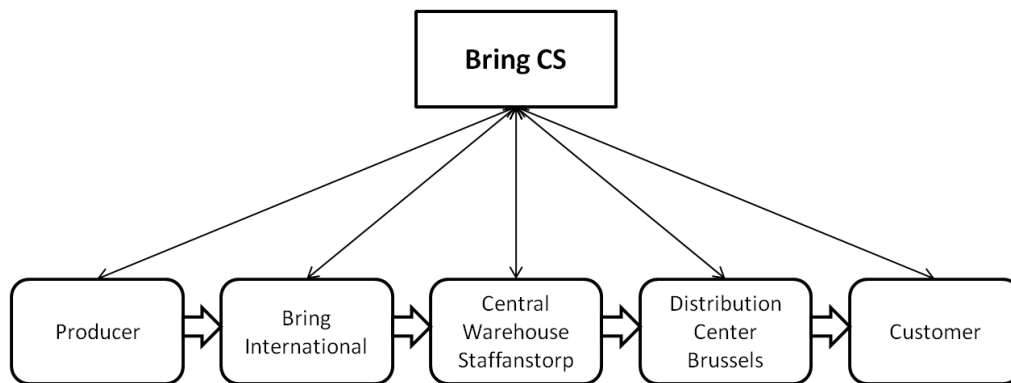 Bring CS
Producer
Bring
International
Central
Warehouse
Staffanstorp
Distribution
Center
Brussels
Customer